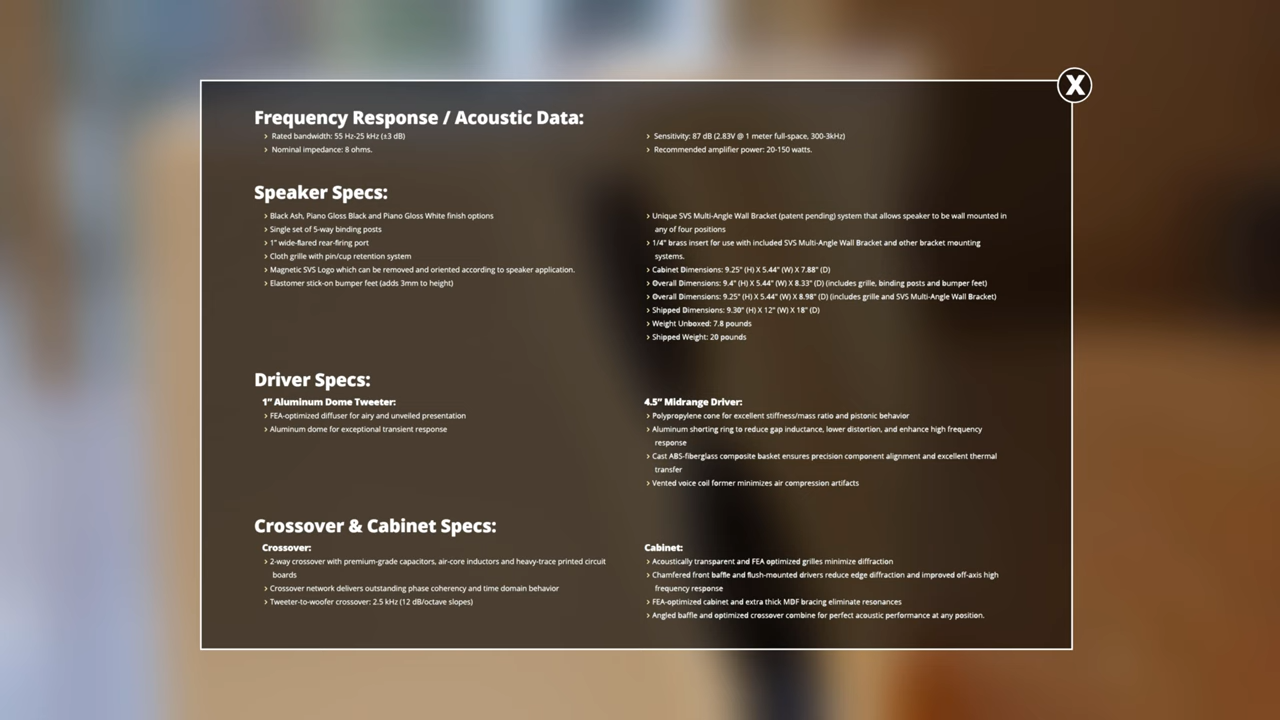 X
Frequency Response / Acoustic Data:
› Rated bandwidth: 55 Hz-25 kHz (±3 dB)
› Nominal impedance: 8 ohms.
› Sensitivity: 87 dB (2.83V @ 1 meter full-space, 300-3kHz)
› Recommended amplifier power: 20-150 watts.
Speaker Specs:
› Black Ash, Piano Gloss Black and Piano Gloss White finish options
› Single set of 5-way binding posts
› 1" wide-flared rear-firing port
› Cloth grille with pin/cup retention system
› Magnetic SVS Logo which can be removed and oriented according to speaker application.
› Elastomer stick-on bumper feet (adds 3mm to height)
› Unique SVS Multi-Angle Wall Bracket (patent pending) system that allows speaker to be wall mounted in
any of four positions
› 1/4" brass insert for use with included SVS Multi-Angle Wall Bracket and other bracket mounting
systems.
› Cabinet Dimensions: 9.25" (H) X 5.44" (W) X 7.88" (D)
› Overall Dimensions: 9.4" (H) X 5.44" (W) X 8.33" (D) (includes grille, binding posts and bumper feet)
› Overall Dimensions: 9.25" (H) X 5.44" (W) X 8.98" (D) (includes grille and SVS Multi-Angle Wall Bracket)
› Shipped Dimensions: 9.30" (H) X 12" (W) X 18" (D)
› Weight Unboxed: 7.8 pounds
› Shipped Weight: 20 pounds
Driver Specs:
1" Aluminum Dome Tweeter:
› FEA-optimized diffuser for airy and unveiled presentation
› Aluminum dome for exceptional transient response
4.5" Midrange Driver:
› Polypropylene cone for excellent stiffness/mass ratio and pistonic behavior
› Aluminum shorting ring to reduce gap inductance, lower distortion, and enhance high frequency
response
› Cast ABS-fiberglass composite basket ensures precision component alignment and excellent thermal
transfer
› Vented voice coil former minimizes air compression artifacts
Crossover & Cabinet Specs:
Crossover:
› 2-way crossover with premium-grade capacitors, air-core inductors and heavy-trace printed circuit
boards
› Crossover network delivers outstanding phase coherency and time domain behavior
› Tweeter-to-woofer crossover: 2.5 kHz (12 dB/octave slopes)
Cabinet:
› Acoustically transparent and FEA optimized grilles minimize diffraction
› Chamfered front baffle and flush-mounted drivers reduce edge diffraction and improved off-axis high
frequency response
› FEA-optimized cabinet and extra thick MDF bracing eliminate resonances
› Angled baffle and optimized crossover combine for perfect acoustic performance at any position.